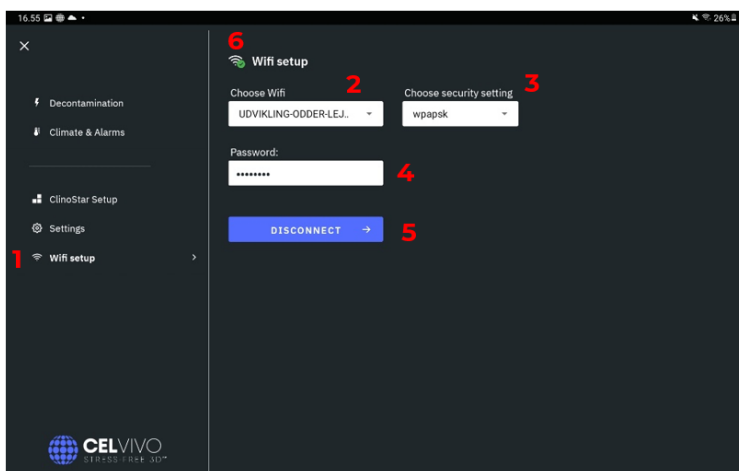 16.55
26%
6
Wifi setup
Choose Wifi
2
Choose security setting
3
UDVIKLING-ODDER-LEJ..
wpapsk
Password:
••••••••
4
DISCONNECT
5
Decontamination
Climate & Alarms
ClinoStar Setup
Settings
1 Wifi setup
CELVIVO
STRESS-FREE 3D™